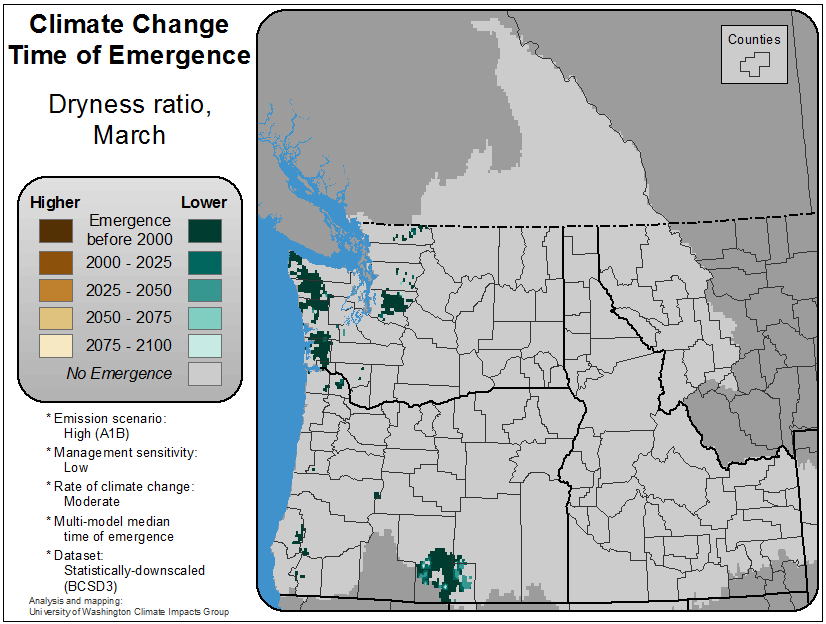 Climate Change
Time of Emergence
Dryness ratio,
March
Counties
Higher Lower
Emergence
before 2000
2000 - 2025
2025 - 2050
2050 - 2075
2075 - 2100
No Emergence
* Emission scenario:
High (A1B)
* Management sensitivity:
Low
* Rate of climate change:
Moderate
* Multi-model median
time of emergence
* Dataset:
Statistically-downscaled
(BCSD3)
Analysis and mapping:
University of Washington Climate Impacts Group